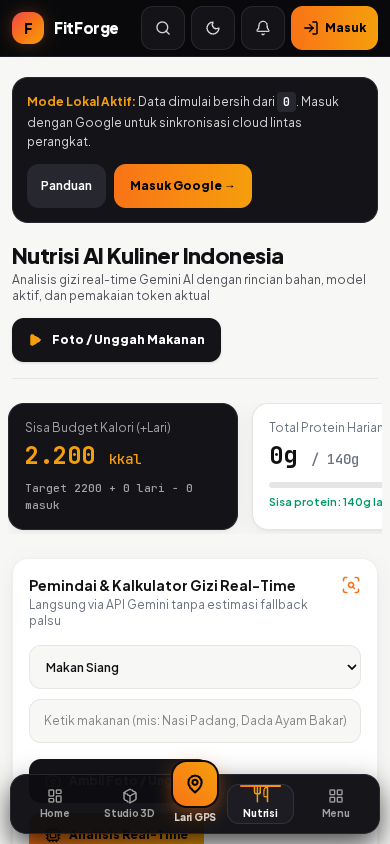 F FitForge Masuk
Mode Lokal Aktif: Data dimulai bersih dari 0. Masuk
dengan Google untuk sinkronisasi cloud lintas
perangkat.
Panduan Masuk Google →
Nutrisi AI Kuliner Indonesia
Analisis gizi real-time Gemini AI dengan rincian bahan, model
aktif, dan pemakaian token aktual
Foto / Unggah Makanan
Sisa Budget Kalori (+Lari)
2.200 kkal
Target 2200 + 0 lari - 0
masuk
Total Protein Harian
0g / 140g
Sisa protein: 140g la
Pemindai & Kalkulator Gizi Real-Time
Langsung via API Gemini tanpa estimasi fallback
palsu
Makan Siang
Ketik makanan (mis: Nasi Padang, Dada Ayam Bakar)
Home
Studio 3D
Lari GPS
Nutrisi
Menu
Analisis Real-Time